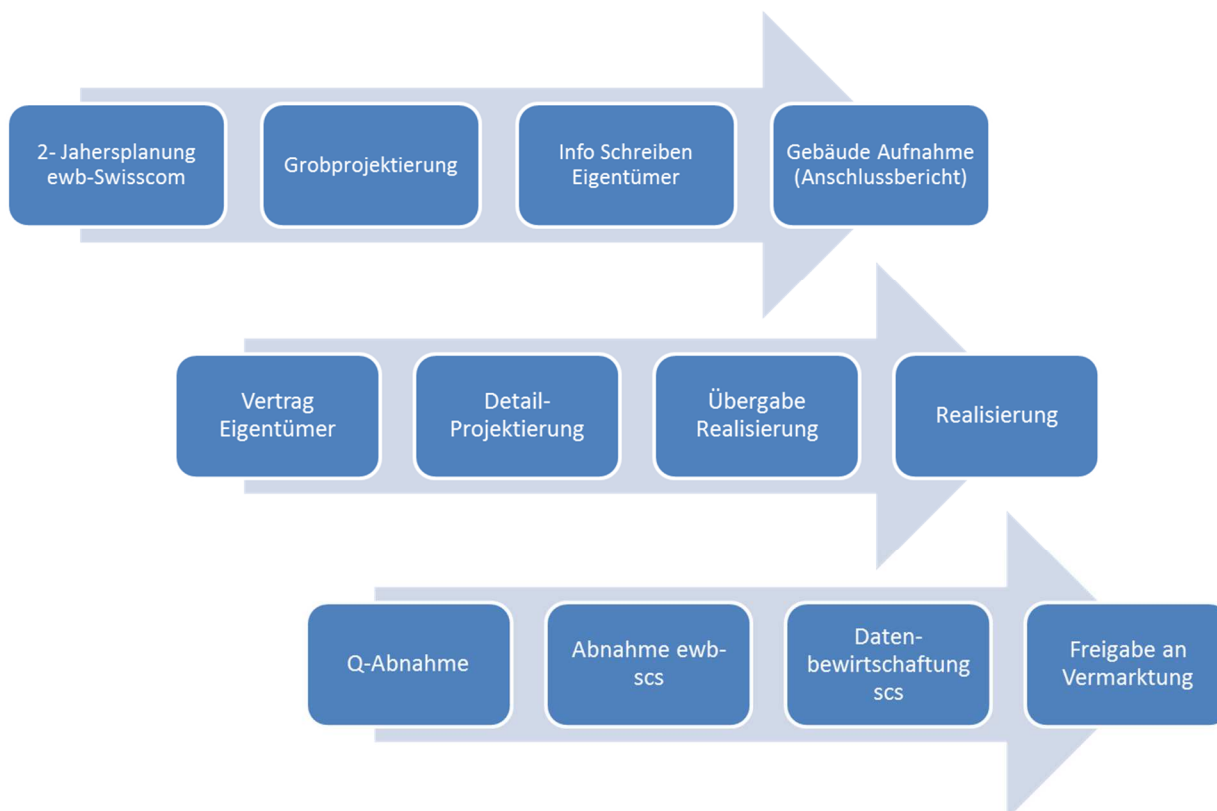 2- Jahersplanung
ewb-Swisscom
Grobprojektierung
Info Schreiben
Eigentümer
Gebäude Aufnahme
(Anschlussbericht)
Vertrag
Eigentümer
Detail-
Projektierung
Übergabe
Realisierung
Realisierung
Q-Abnahme
Abnahme ewb-
scs
Daten-
bewirtschaftung
scs
Freigabe an
Vermarktung